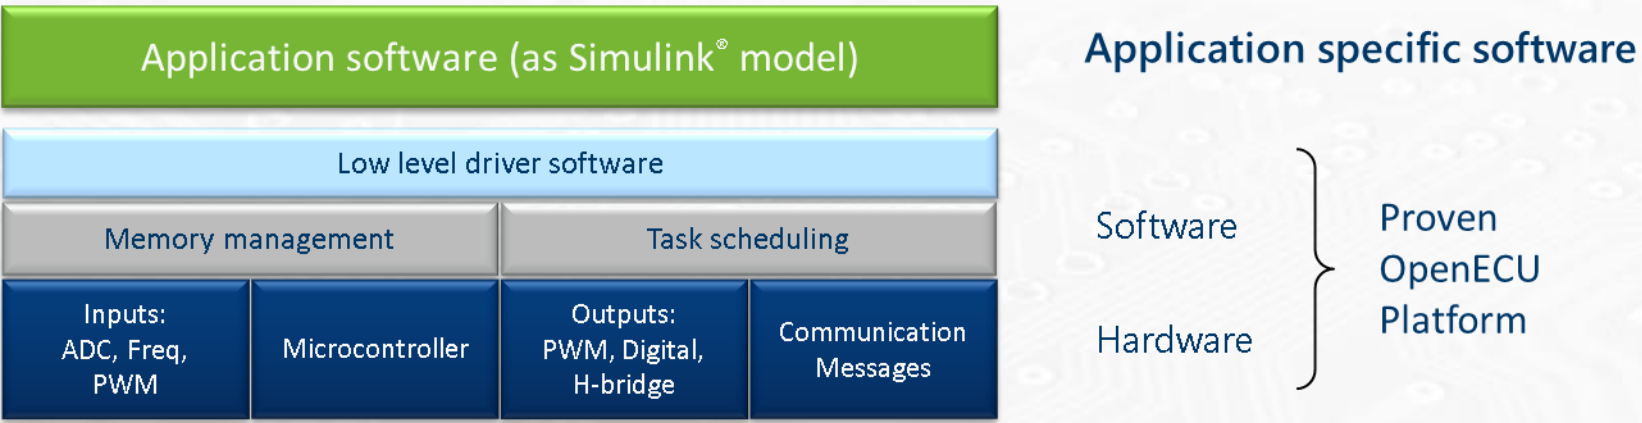 Application software (as Simulink® model)
Application specific software
Low level driver software
Memory management
Task scheduling
Software
Inputs:
ADC, Freq,
PWM
Microcontroller
Outputs:
PWM, Digital,
H-bridge
Communication
Messages
Hardware
Proven
OpenECU
Platform